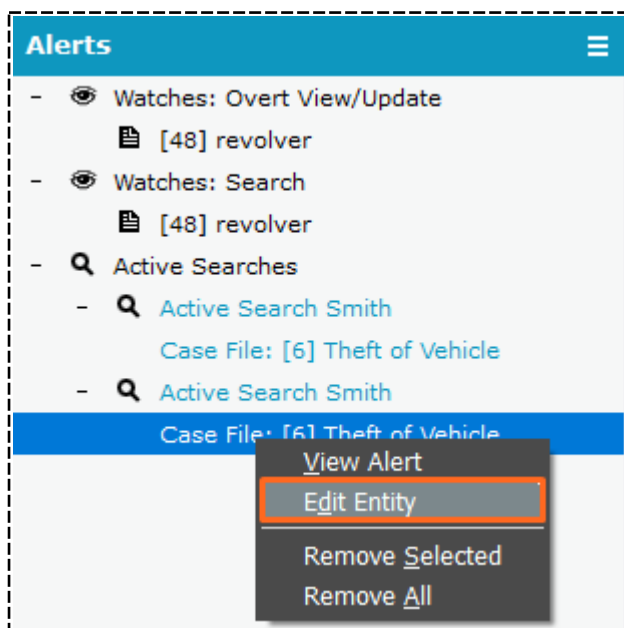 Alerts
- Watches: Overt View/Update
[48] revolver
- Watches: Search
[48] revolver
- Active Searches
- Active Search Smith
Case File: [6] Theft of Vehicle
- Active Search Smith
Case File: [6] Theft of Vehicle
View Alert
Edit Entity
Remove Selected
Remove All